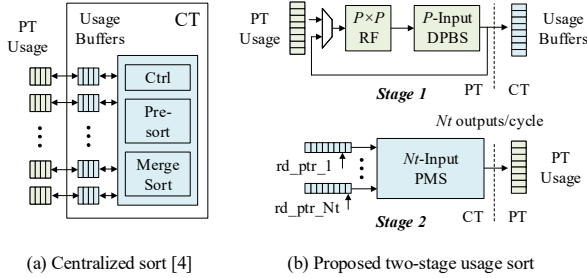 CT
PT
Usage
Usage
Buffers
Ctrl
Pre-
sort
Merge
Sort
(a) Centralized sort [4]
PT
Usage
P×P
RF
P-Input
DPBS
Usage
Buffers
Stage 1
PT
CT
Nt outputs/cycle
rd_ptr_1
rd_ptr_Nt
Nt-Input
PMS
PT
Usage
Stage 2
CT
PT
(b) Proposed two-stage usage sort